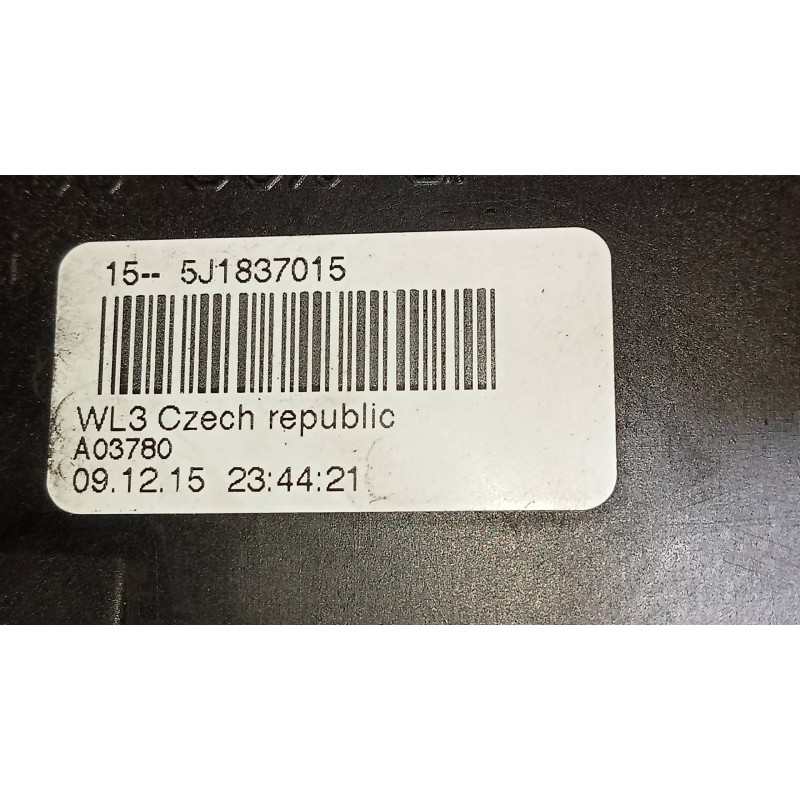 15-- 5J1837015
WL3 Czech republic
A03780
09.12.15 23:44:21